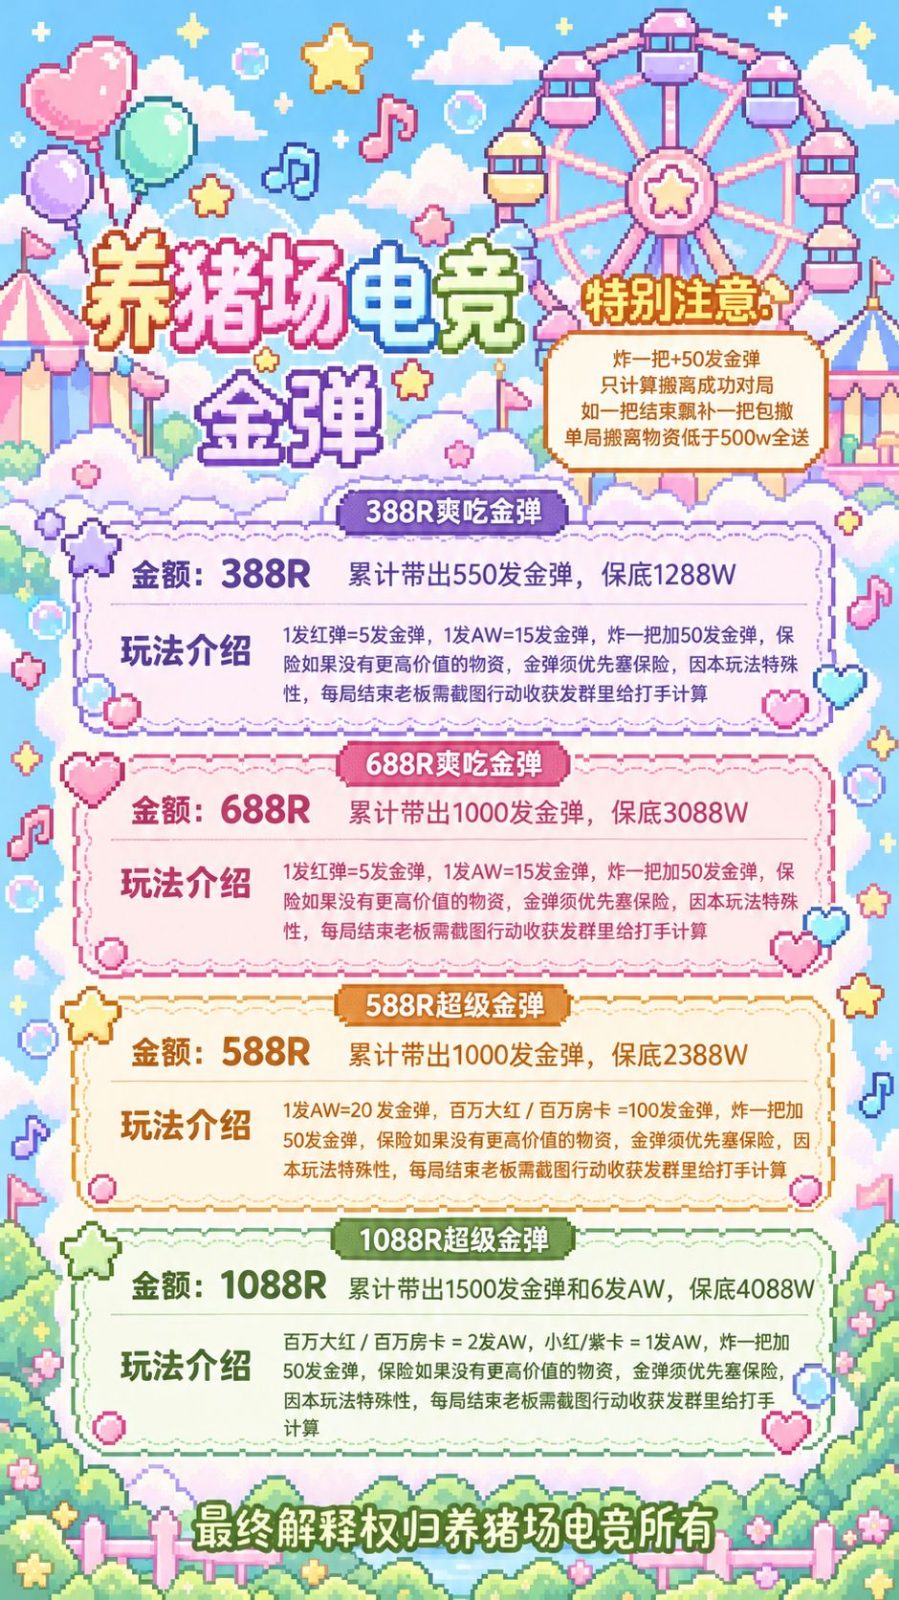 养猪场电竞
金弹
特别注意:
炸一把+50发金弹
只计算搬离成功对局
如一把结束飘补一把包撤
单局搬离物资低于500w全送
388R爽吃金弹
金额：388R 累计带出550发金弹，保底1288W
玩法介绍
1发红弹=5发金弹，1发AW=15发金弹，炸一把加50发金弹，保
险如果没有更高价值的物资，金弹须优先塞保险，因本玩法特殊
性，每局结束老板需截图行动收获发群里给打手计算
688R爽吃金弹
金额：688R 累计带出1000发金弹，保底3088W
玩法介绍
1发红弹=5发金弹，1发AW=15发金弹，炸一把加50发金弹，保
险如果没有更高价值的物资，金弹须优先塞保险，因本玩法特殊
性，每局结束老板需截图行动收获发群里给打手计算
588R超级金弹
金额：588R 累计带出1000发金弹，保底2388W
玩法介绍
1发AW=20 发金弹，百万大红 / 百万房卡 =100发金弹，炸一把加
50发金弹，保险如果没有更高价值的物资，金弹须优先塞保险，因
本玩法特殊性，每局结束老板需截图行动收获发群里给打手计算
1088R超级金弹
金额：1088R 累计带出1500发金弹和6发AW，保底4088W
玩法介绍
百万大红 / 百万房卡 = 2发AW，小红/紫卡 = 1发AW，炸一把加
50发金弹，保险如果没有更高价值的物资，金弹须优先塞保险，
因本玩法特殊性，每局结束老板需截图行动收获发群里给打手
计算
最终解释权归养猪场电竞所有